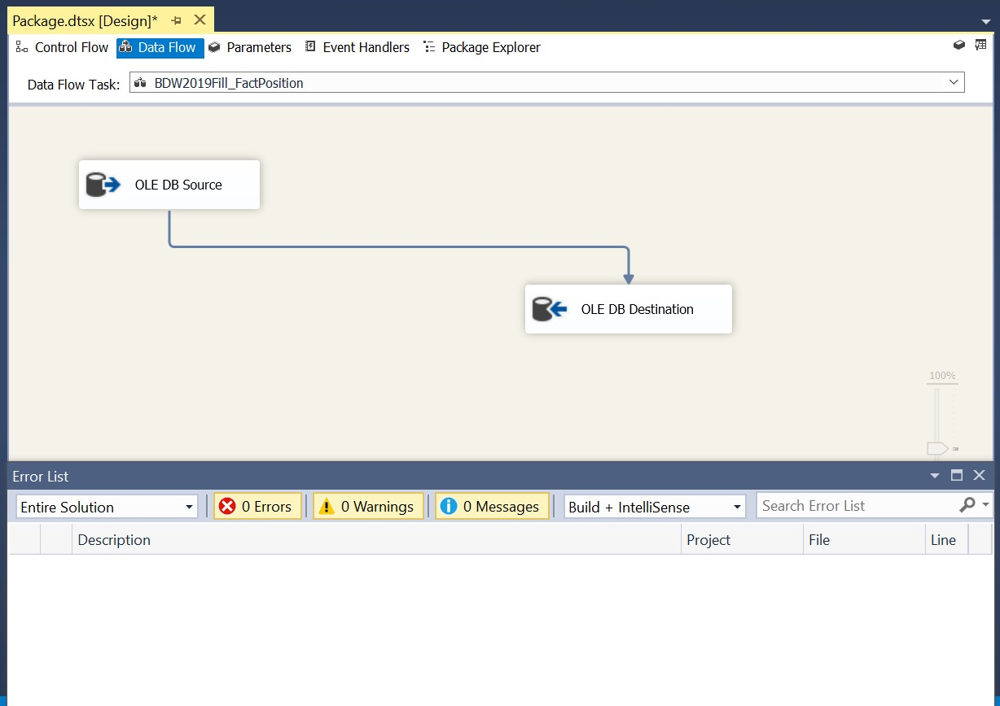 Package.dtsx [Design]*
Control Flow Data Flow Parameters Event Handlers Package Explorer
Data Flow Task: BDW2019Fill_FactPosition
OLE DB Source
OLE DB Destination
100%
Error List
Entire Solution 0 Errors 0 Warnings 0 Messages Build + IntelliSense Search Error List
Description Project File Line